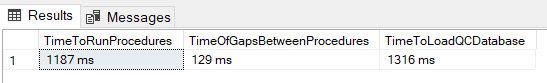 Results Messages
TimeToRunProcedures TimeOfGapsBetweenProcedures TimeToLoadQCDatabase
1 1187 ms 129 ms 1316 ms